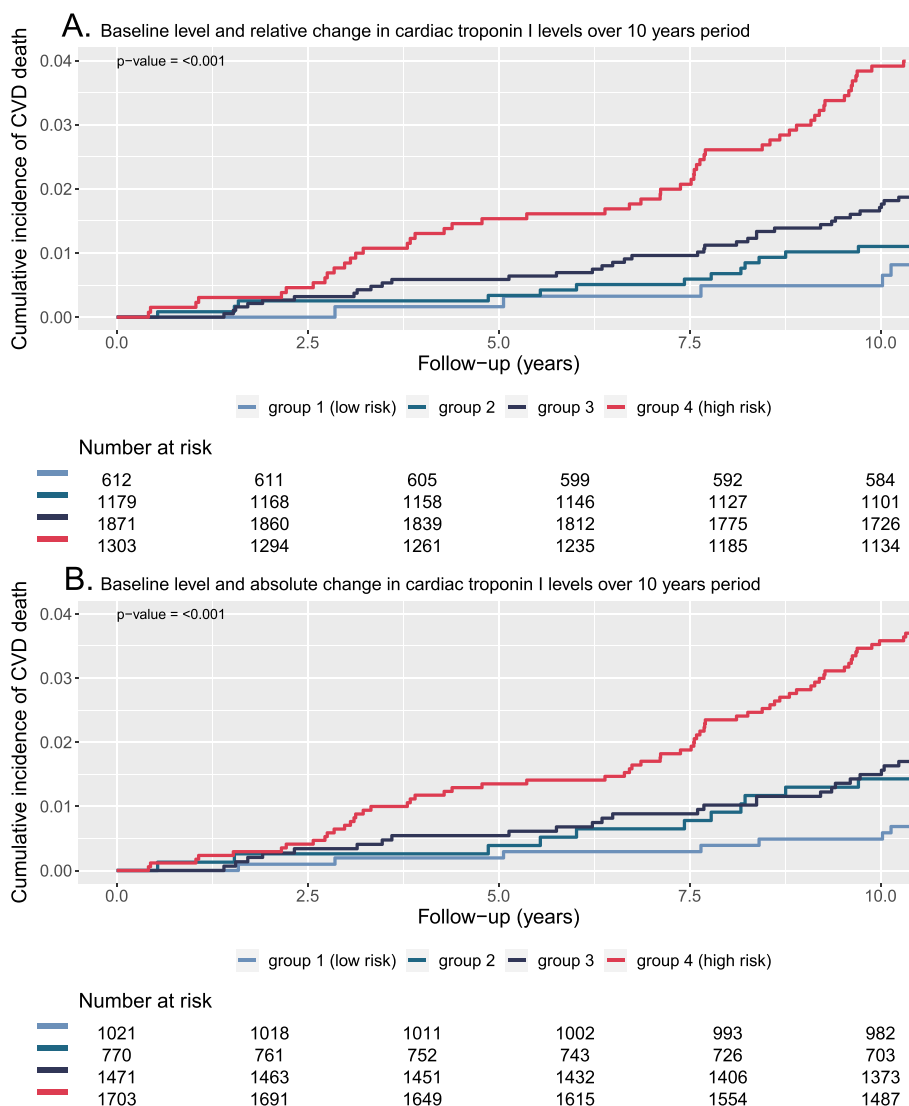 A. Baseline level and relative change in cardiac troponin I levels over 10 years period
p−value = <0.001
Cumulative incidence of CVD death
0.04
0.03
0.02
0.01
0.00
0.0 2.5 5.0 7.5 10.0
Follow−up (years)
group 1 (low risk) group 2 group 3 group 4 (high risk)
Number at risk
612 611 605 599 592 584
1179 1168 1158 1146 1127 1101
1871 1860 1839 1812 1775 1726
1303 1294 1261 1235 1185 1134
B. Baseline level and absolute change in cardiac troponin I levels over 10 years period
p−value = <0.001
Cumulative incidence of CVD death
0.04
0.03
0.02
0.01
0.00
0.0 2.5 5.0 7.5 10.0
Follow−up (years)
group 1 (low risk) group 2 group 3 group 4 (high risk)
Number at risk
1021 1018 1011 1002 993 982
770 761 752 743 726 703
1471 1463 1451 1432 1406 1373
1703 1691 1649 1615 1554 1487